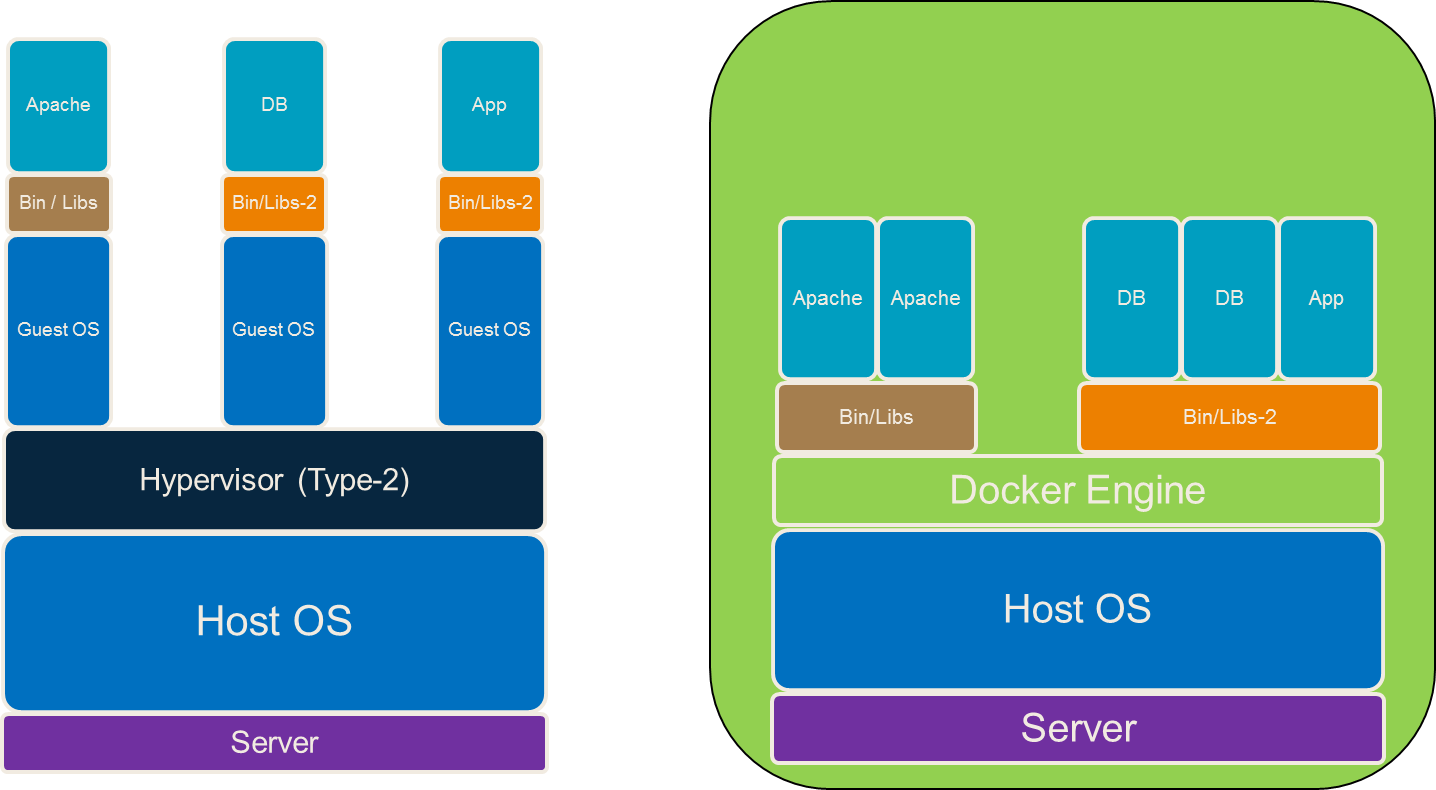 Apache
DB
App
Bin / Libs
Bin/Libs-2
Bin/Libs-2
Guest OS
Guest OS
Guest OS
Hypervisor (Type-2)
Host OS
Server
Apache
Apache
DB
DB
App
Bin/Libs
Bin/Libs-2
Docker Engine
Host OS
Server